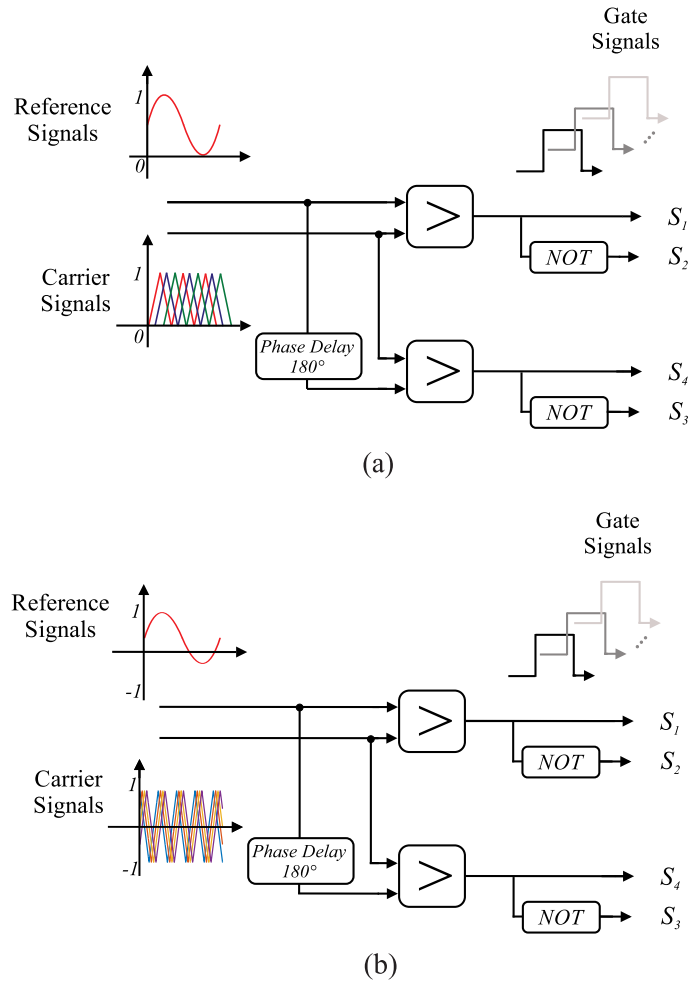 Gate
Signals
1
Reference
Signals
0
>
S1
NOT
S2
1
Carrier
Signals
0
Phase Delay
180°
>
S4
NOT
S3
(a)
Gate
Signals
1
Reference
Signals
-1
>
S1
NOT
S2
1
Carrier
Signals
-1
Phase Delay
180°
>
S4
NOT
S3
(b)